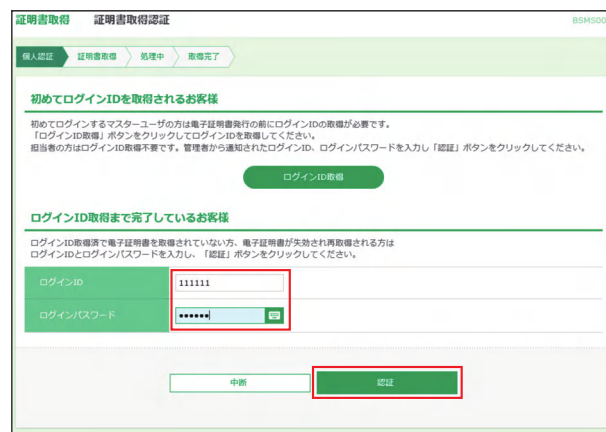 証明書取得 証明書取得認証 BSMS00
個人認証 証明書取得 処理中 取得完了
初めてログインIDを取得されるお客様
初めてログインするマスターユーザの方は電子証明書発行の前にログインIDの取得が必要です。
「ログインID取得」ボタンをクリックしてログインIDを取得してください。
担当者の方はログインID取得不要です。管理者から通知されたログインID、ログインパスワードを入力し「認証」ボタンをクリックしてください。
ログインID取得
ログインID取得まで完了しているお客様
ログインID取得済で電子証明書を取得されていない方、電子証明書が失効され再取得される方は
ログインIDとログインパスワードを入力し、「認証」ボタンをクリックしてください。
ログインID 111111
ログインパスワード ••••••
中断 認証